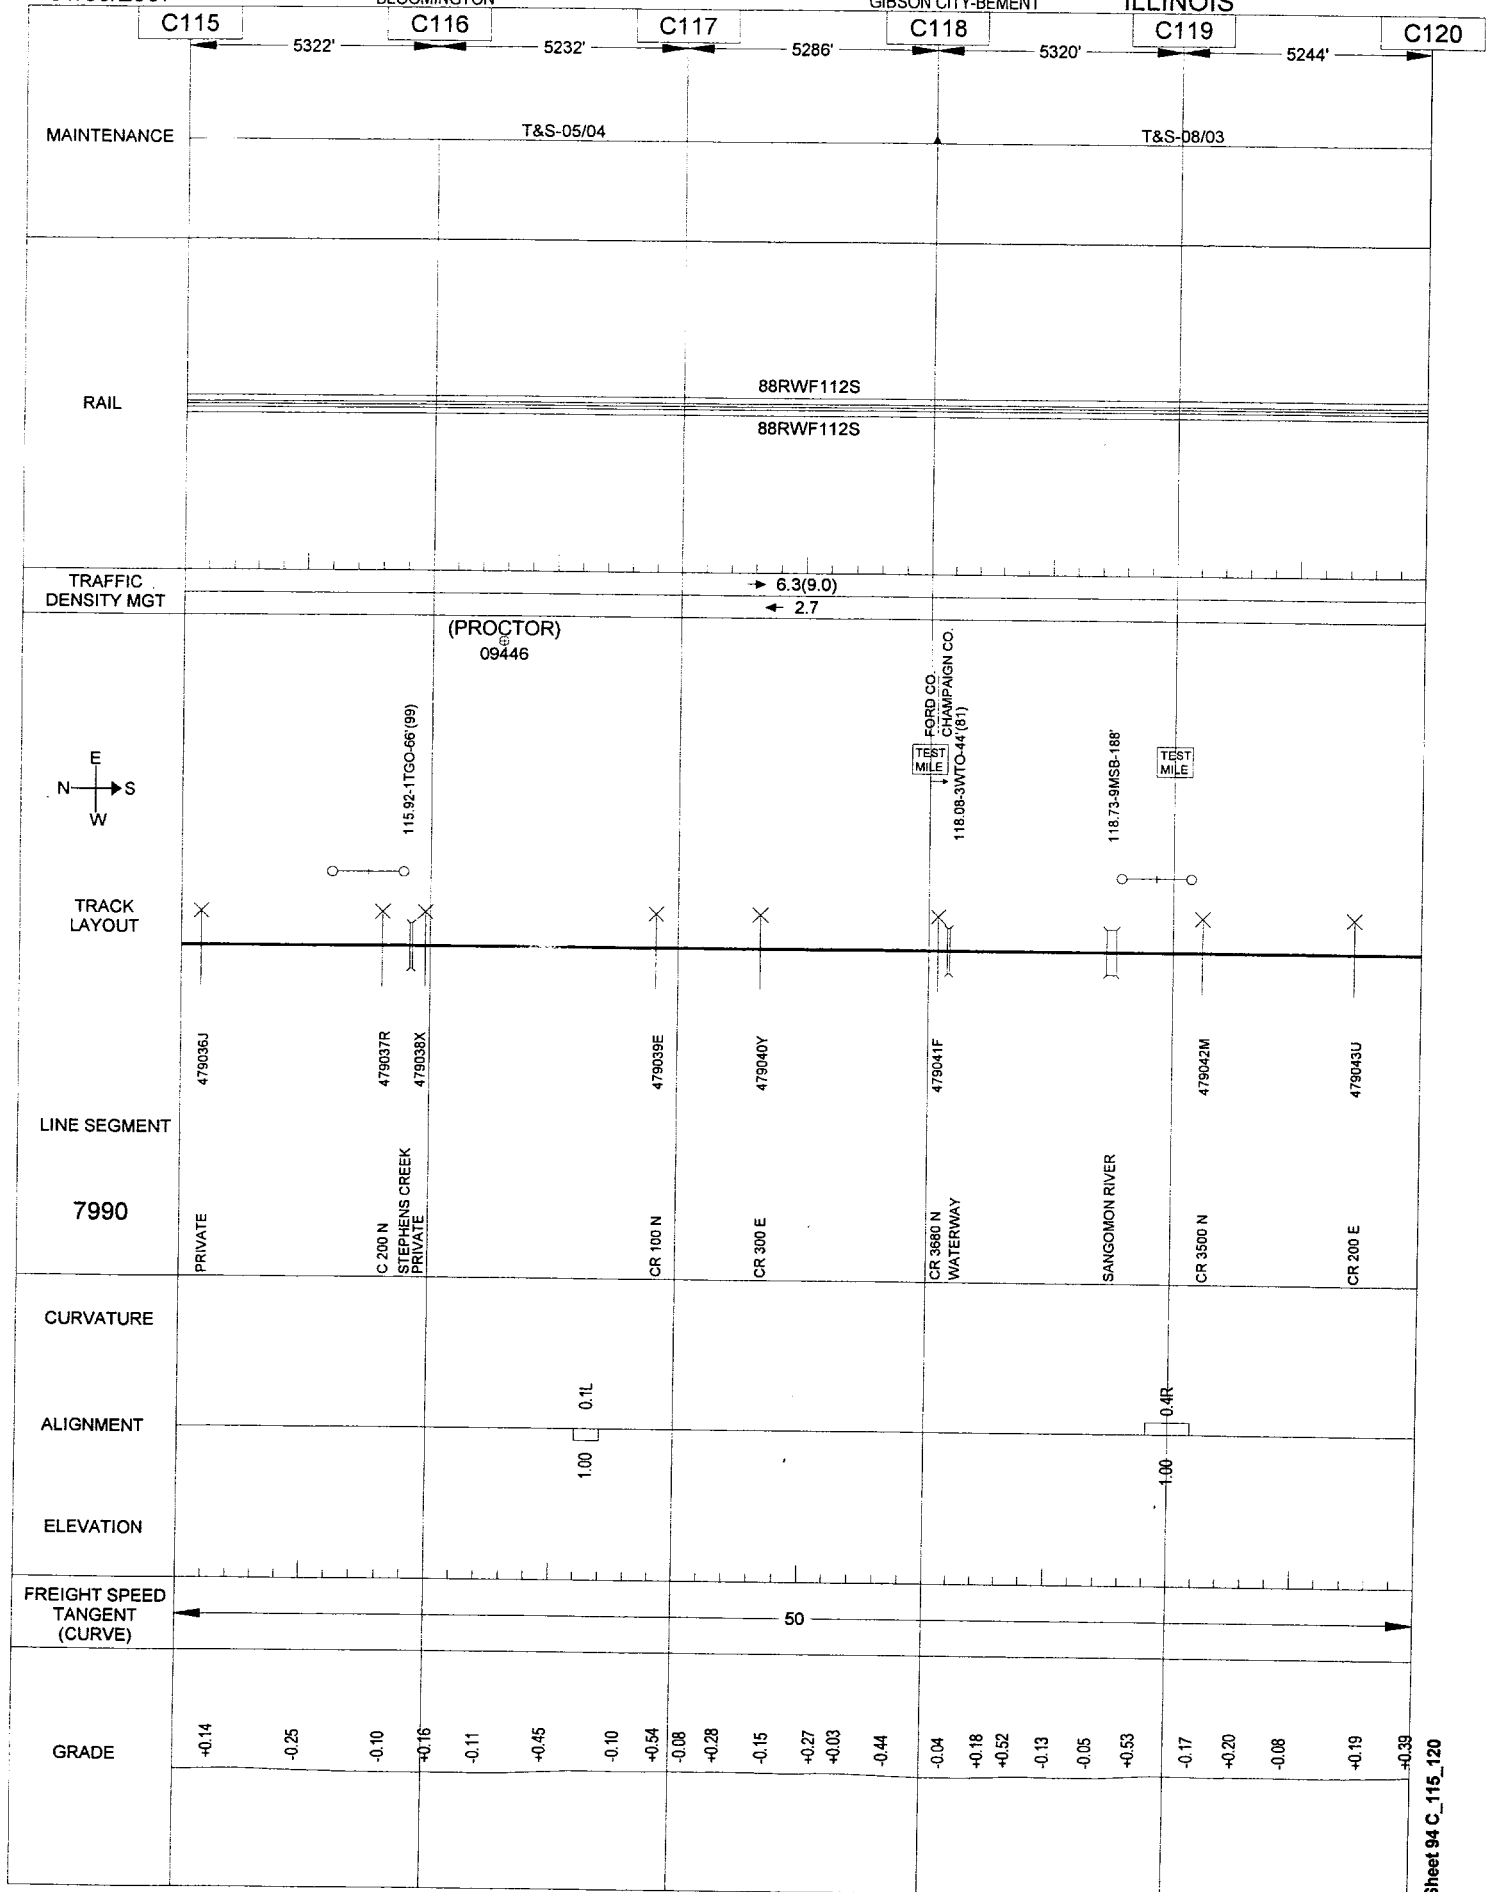 BLOOMINGTON GIBSON CITY-BEMENT ILLINOIS
C115 C116 C117 C118 C119 C120
5322' 5232' 5286' 5320' 5244'
MAINTENANCE T&S-05/04 T&S-08/03
RAIL
88RWF112S
88RWF112S
TRAFFIC
DENSITY MGT
6.3(9.0)
2.7
(PROCTOR)
09446
115.92-1TGO-66'(99)
FORD CO.
CHAMPAIGN CO.
118.08-3WTO-44'(81)
TEST
MILE
118.73-9MSB-188'
TEST
MILE
E
N S
W
TRACK
LAYOUT
479036J
479037R
479038X
479039E
479040Y
479041F
479042M
479043U
LINE SEGMENT
7990
PRIVATE
C 200 N
STEPHENS CREEK
PRIVATE
CR 100 N
CR 300 E
CR 3680 N
WATERWAY
SANGOMON RIVER
CR 3500 N
CR 200 E
CURVATURE
ALIGNMENT
0.1L
1.00
0.4R
1.00
ELEVATION
FREIGHT SPEED
TANGENT
(CURVE)
50
GRADE
+0.14
-0.25
-0.10
+0.16
-0.11
+0.45
-0.10
+0.54
-0.08
+0.28
-0.15
+0.27
+0.03
-0.44
-0.04
+0.18
+0.52
-0.13
-0.05
+0.53
-0.17
+0.20
-0.08
+0.19
+0.39
Sheet 94 C_115_120